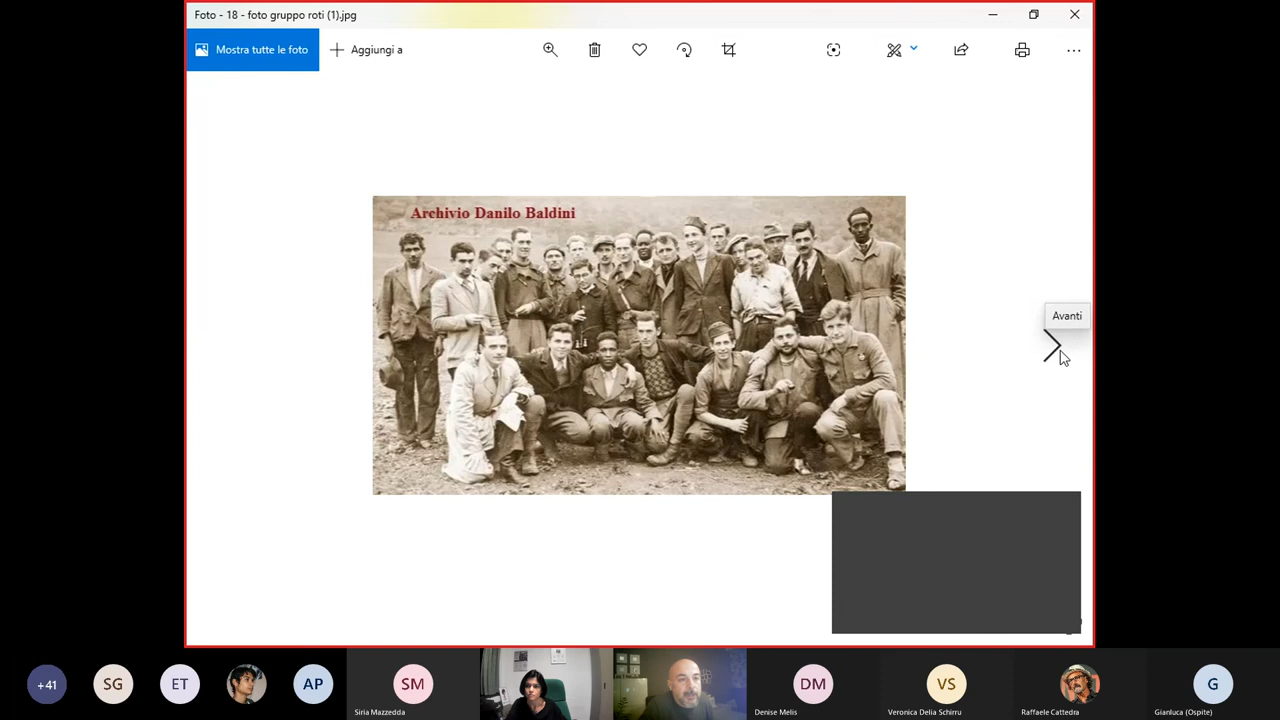 Foto - 18 - foto gruppo roti (1).jpg
Mostra tutte le foto
Aggiungi a
Archivio Danilo Baldini
Avanti
+41
SG
ET
AP
SM
DM
VS
G
Siria Mazzedda
Denise Melis
Veronica Delia Schirru
Raffaele Cattedra
Gianluca (Ospite)